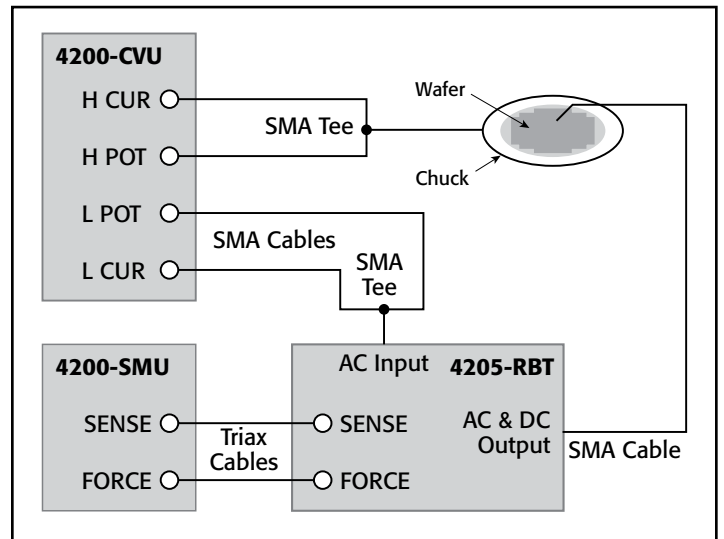 4200-CVU
H CUR
H POT
L POT
L CUR
SMA Tee
Wafer
Chuck
SMA Cables
SMA
Tee
4200-SMU
SENSE
FORCE
Triax
Cables
AC Input
4205-RBT
SENSE
FORCE
AC & DC
Output
SMA Cable